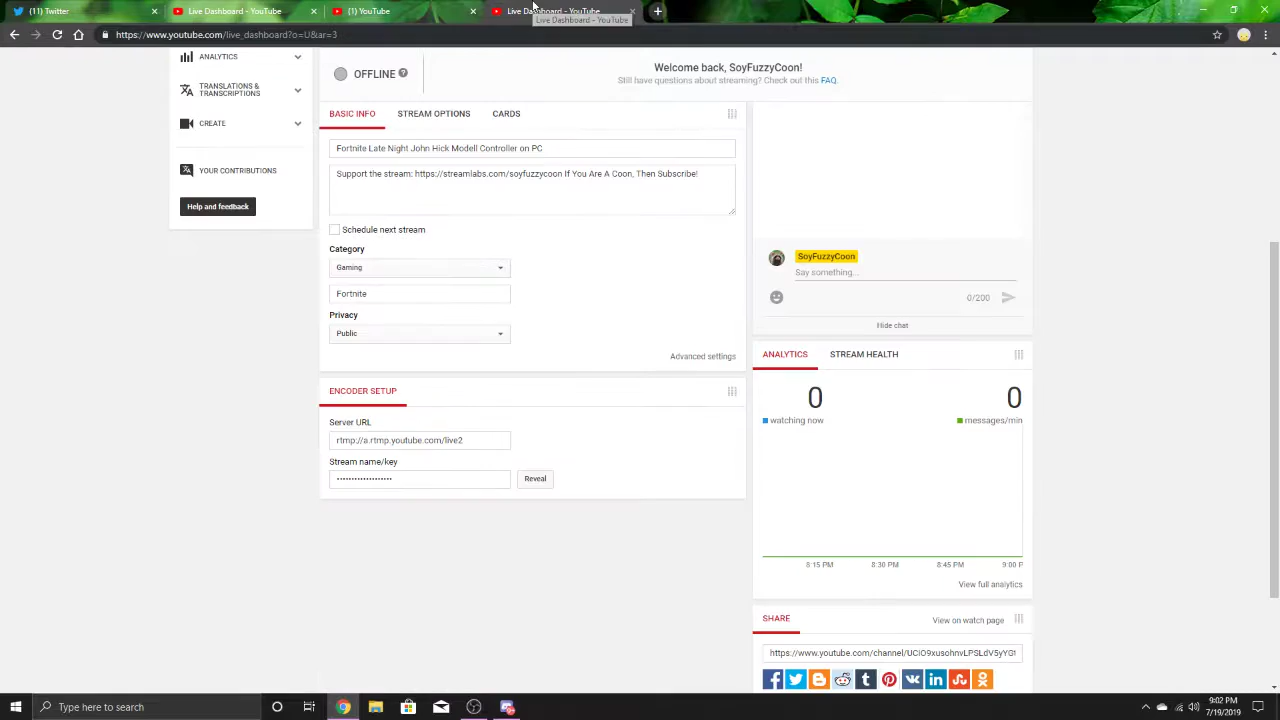 (1) Twitter
Live Dashboard - YouTube
YouTube
Live Dashboard - YouTube
Live Dashboard - YouTube
https://www.youtube.com/live_dashboard?o=U&ar=3
ANALYTICS
TRANSLATIONS &
TRANSCRIPTIONS
CREATE
YOUR CONTRIBUTIONS
Help and feedback
OFFLINE
Welcome back, SoyFuzzyCoon!
Still have questions about streaming? Check out this FAQ.
BASIC INFO
STREAM OPTIONS
CARDS
Fortnite Late Night John Hick Modell Controller on PC
Support the stream: https://streamlabs.com/soyfuzzycoon If You Are A Coon, Then Subscribe!
Schedule next stream
Category
Gaming
Fortnite
Privacy
Public
Advanced settings
ENCODER SETUP
Server URL
rtmp://a.rtmp.youtube.com/live2
Stream name/key
•••••••••••••••••••
Reveal
SoyFuzzyCoon
Say something...
0/200
Hide chat
ANALYTICS
STREAM HEALTH
0
0
watching now
messages/min
8:15 PM
8:30 PM
8:45 PM
9:00 P
View full analytics
SHARE
View on watch page
https://www.youtube.com/channel/UCiO9xusohnvLPSLdV5yYG
Type here to search
9:02 PM
7/19/2019